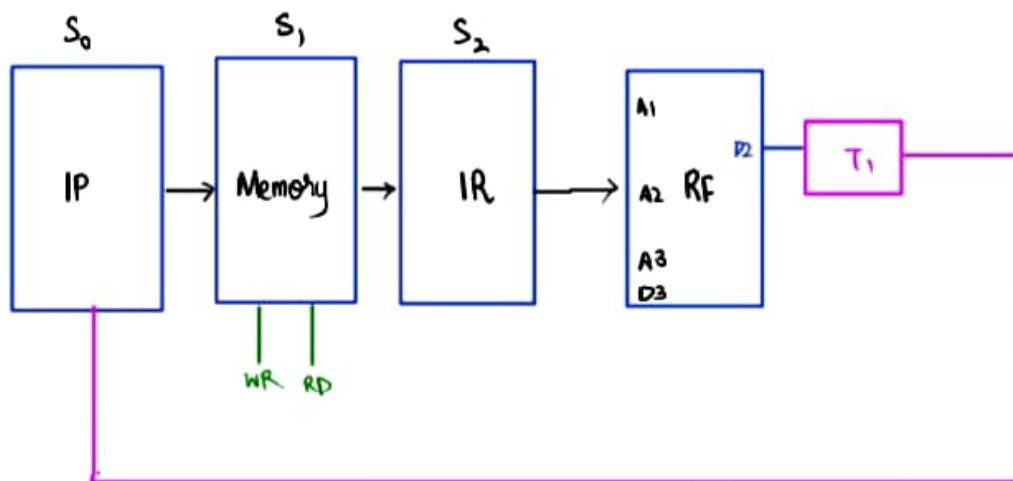 S₀
S₁
S₂
IP
Memory
IR
A1
A2 RF
A3
D3
D2
T₁
WR RD